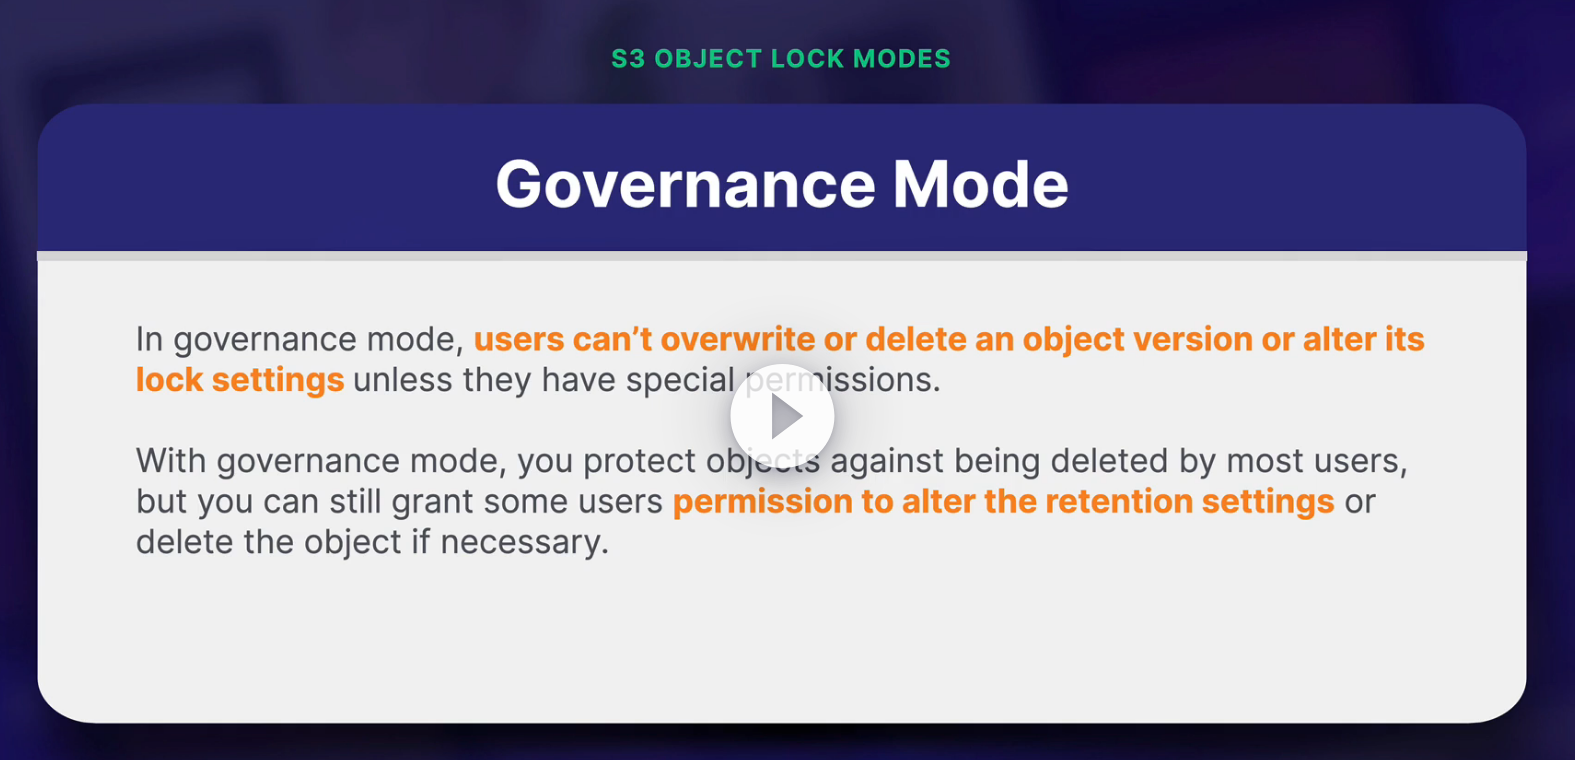 S3 OBJECT LOCK MODES
Governance Mode
In governance mode, users can’t overwrite or delete an object version or alter its
lock settings unless they have special permissions.
With governance mode, you protect objects against being deleted by most users,
but you can still grant some users permission to alter the retention settings or
delete the object if necessary.